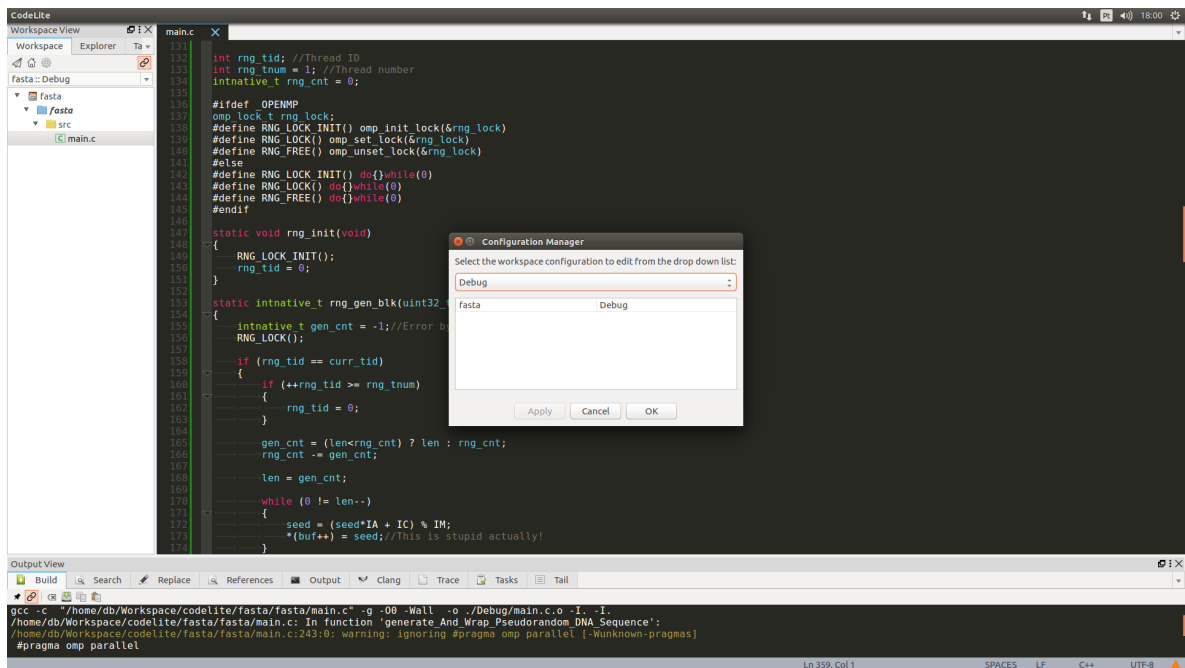 CodeLite
Pt 18:00
Workspace View
Workspace Explorer Ta
fasta :: Debug
fasta
fasta
src
main.c
main.c
131
132 int rng_tid; //Thread ID
133 int rng_tnum = 1; //Thread number
134 intnative_t rng_cnt = 0;
135
136 #ifdef _OPENMP
137 omp_lock_t rng_lock;
138 #define RNG_LOCK_INIT() omp_init_lock(&rng_lock)
139 #define RNG_LOCK() omp_set_lock(&rng_lock)
140 #define RNG_FREE() omp_unset_lock(&rng_lock)
141 #else
142 #define RNG_LOCK_INIT() do{}while(0)
143 #define RNG_LOCK() do{}while(0)
144 #define RNG_FREE() do{}while(0)
145 #endif
146
147 static void rng_init(void)
148 {
149 RNG_LOCK_INIT();
150 rng_tid = 0;
151 }
152
153 static intnative_t rng_gen_blk(uint32_
154 {
155 intnative_t gen_cnt = -1;//Error b
156 RNG_LOCK();
157
158 if (rng_tid == curr_tid)
159 {
160 if (++rng_tid >= rng_tnum)
161 {
162 rng_tid = 0;
163 }
164
165 gen_cnt = (len<rng_cnt) ? len : rng_cnt;
166 rng_cnt -= gen_cnt;
167
168 len = gen_cnt;
169
170 while (0 != len--)
171 {
172 seed = (seed*IA + IC) % IM;
173 *(buf++) = seed;//This is stupid actually!
174 }
Configuration Manager
Select the workspace configuration to edit from the drop down list:
Debug
fasta Debug
Apply Cancel OK
Output View
Build Search Replace References Output Clang Trace Tasks Tail
gcc -c "/home/db/Workspace/codelite/fasta/fasta/main.c" -g -O0 -Wall -o ./Debug/main.c.o -I. -I.
/home/db/Workspace/codelite/fasta/fasta/main.c: In function 'generate_And_Wrap_Pseudorandom_DNA_Sequence':
/home/db/Workspace/codelite/fasta/fasta/main.c:243:0: warning: ignoring #pragma omp parallel [-Wunknown-pragmas]
#pragma omp parallel
Ln 359, Col 1 SPACES LF C++ UTF-8